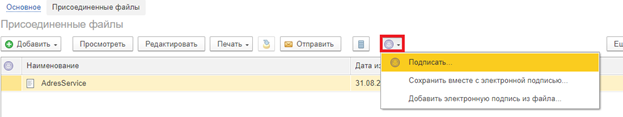 Основное Присоединенные файлы
Присоединенные файлы
Добавить Просмотреть Редактировать Печать Отправить
Подписать...
Наименование Дата из
Сохранить вместе с электронной подписью...
AdresService 31.08.2
Добавить электронную подпись из файла...